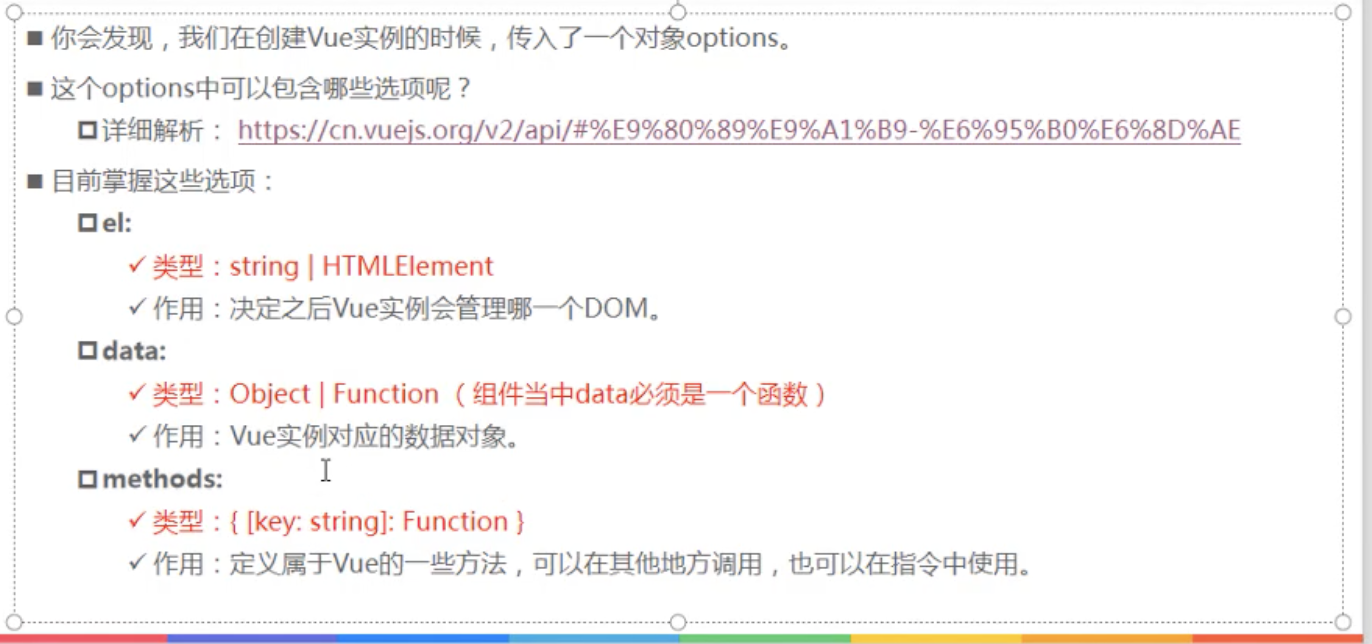 ■ 你会发现，我们在创建Vue实例的时候，传入了一个对象options。
■ 这个options中可以包含哪些选项呢？
详细解析： https://cn.vuejs.org/v2/api/#%E9%80%89%E9%A1%B9-%E6%95%B0%E6%8D%AE
■ 目前掌握这些选项：
el:
✓ 类型：string | HTMLElement
✓ 作用：决定之后Vue实例会管理哪一个DOM。
data:
✓ 类型：Object | Function （组件当中data必须是一个函数）
✓ 作用：Vue实例对应的数据对象。
methods:
✓ 类型：{ [key: string]: Function }
✓ 作用：定义属于Vue的一些方法，可以在其他地方调用，也可以在指令中使用。